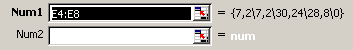 Num1 E4:E8 = {7,2\7,2\30,24\28,8\0}
Num2 = num